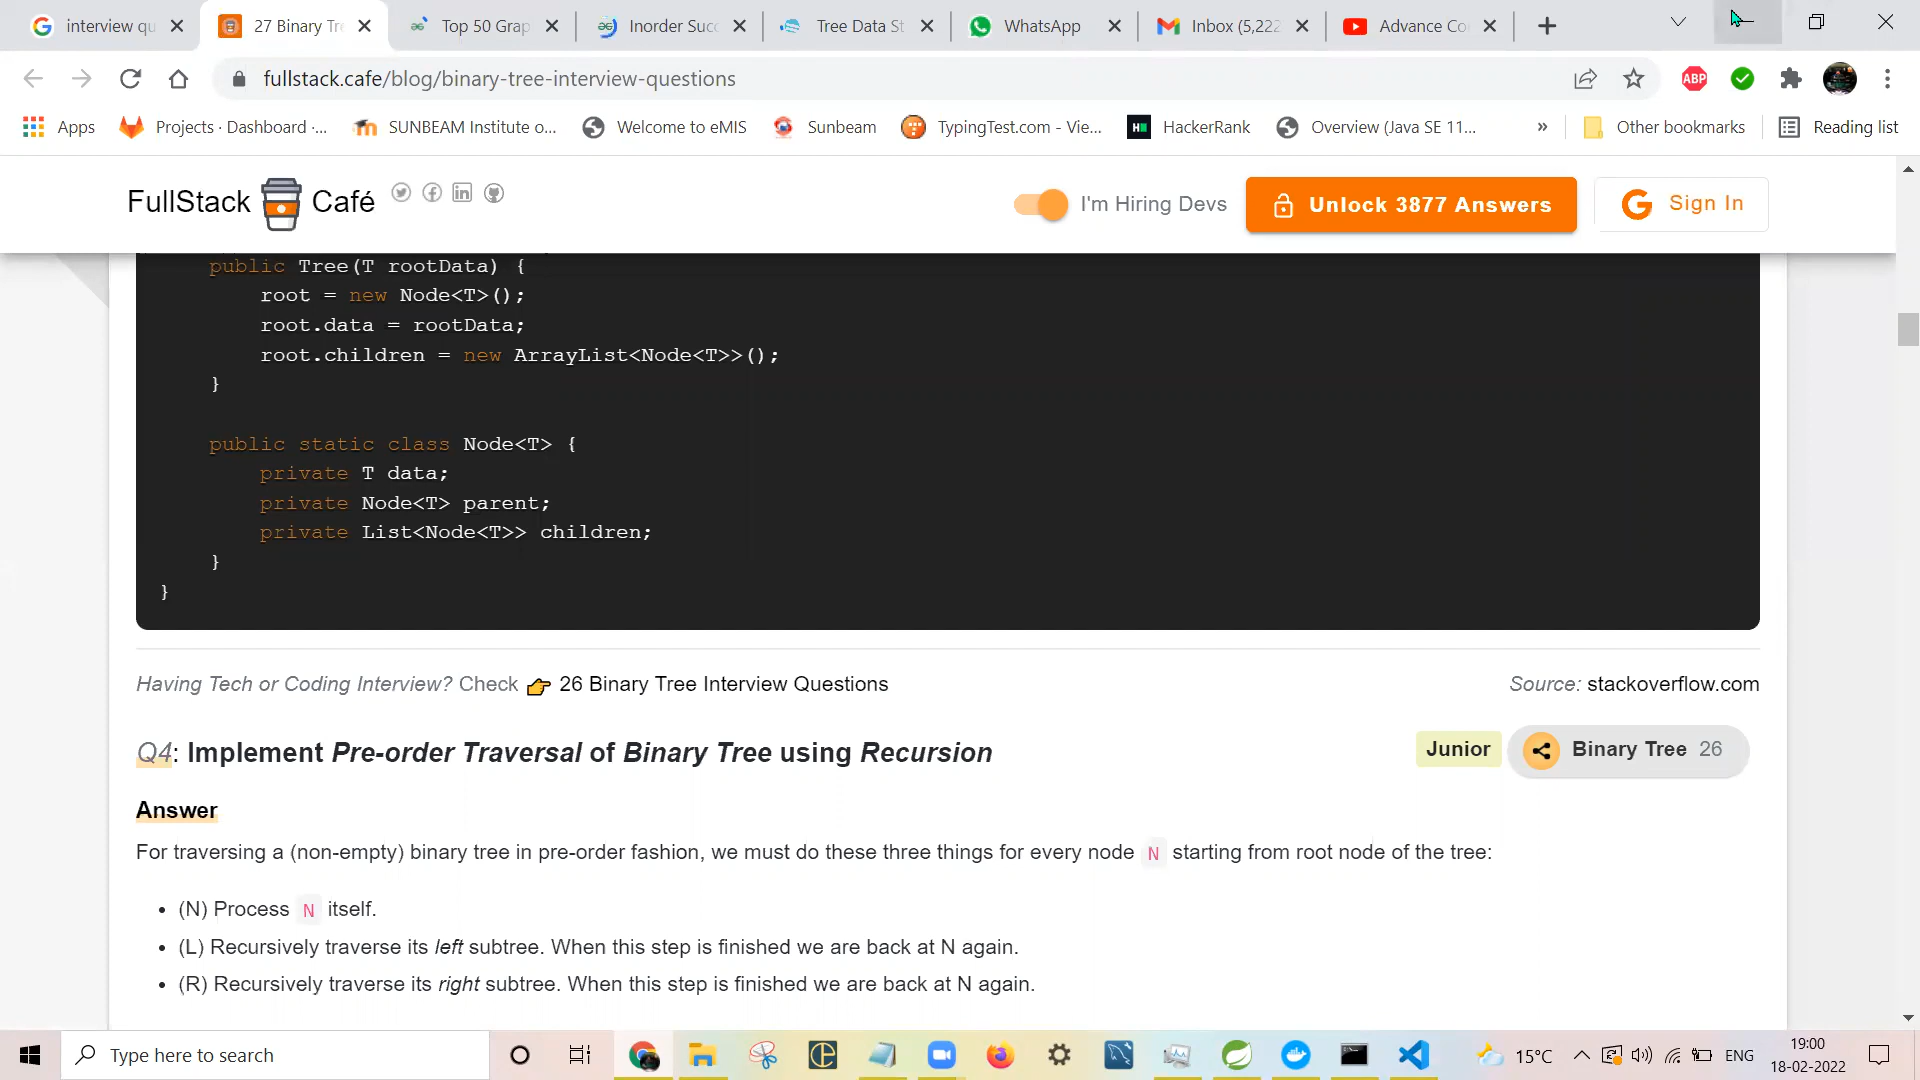 interview qu
27 Binary Tre
Top 50 Grap
Inorder Succ
Tree Data St
WhatsApp
Inbox (5,222
Advance Co
fullstack.cafe/blog/binary-tree-interview-questions
ABP
Apps
Projects · Dashboard ·...
SUNBEAM Institute o...
Welcome to eMIS
Sunbeam
TypingTest.com - Vie...
HackerRank
Overview (Java SE 11...
»
Other bookmarks
Reading list
FullStack Café
I'm Hiring Devs
Unlock 3877 Answers
Sign In
public Tree(T rootData) {
root = new Node<T>();
root.data = rootData;
root.children = new ArrayList<Node<T>>();
}
public static class Node<T> {
private T data;
private Node<T> parent;
private List<Node<T>> children;
}
}
Having Tech or Coding Interview? Check 👉 26 Binary Tree Interview Questions
Source: stackoverflow.com
Q4: Implement Pre-order Traversal of Binary Tree using Recursion
Junior
Binary Tree 26
Answer
For traversing a (non-empty) binary tree in pre-order fashion, we must do these three things for every node N starting from root node of the tree:
• (N) Process N itself.
• (L) Recursively traverse its left subtree. When this step is finished we are back at N again.
• (R) Recursively traverse its right subtree. When this step is finished we are back at N again.
Type here to search
15°C
ENG
19:00
18-02-2022